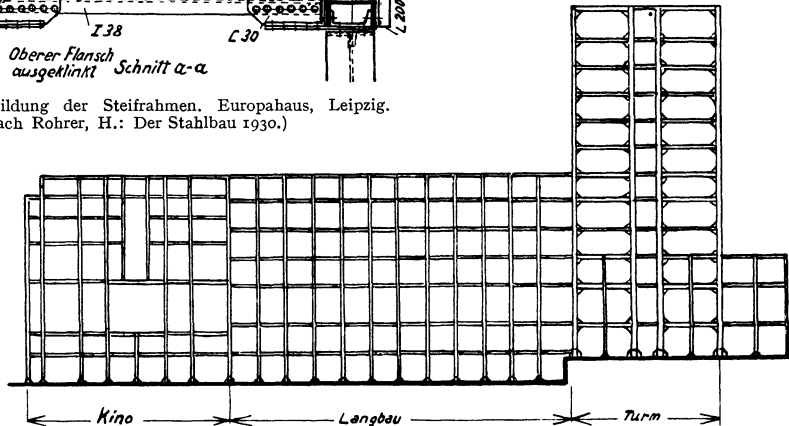 I 38
C 30
L 200
Oberer Flansch
ausgeklinkt Schnitt a-a
ildung der Steifrahmen. Europahaus, Leipzig.
ach Rohrer, H.: Der Stahlbau 1930.)
Kino
Langbau
Turm